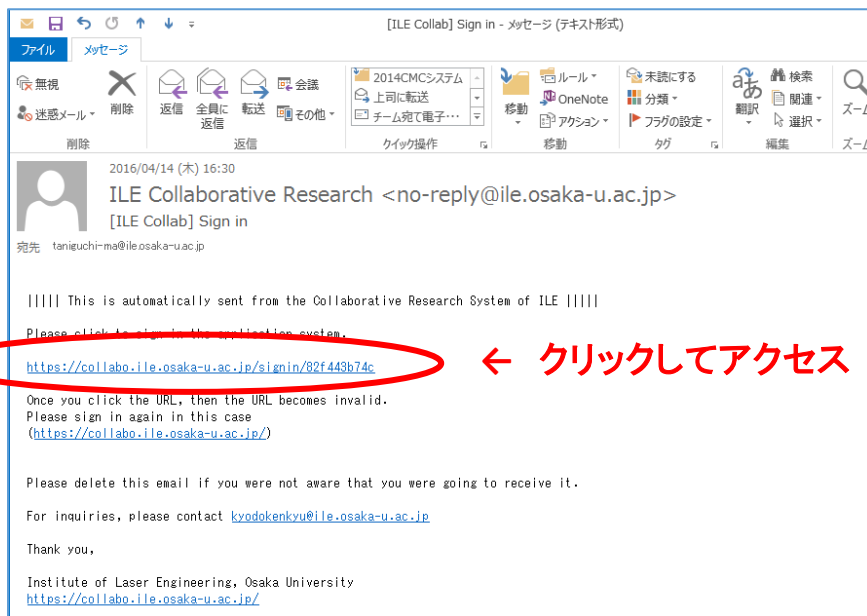 [ILE Collab] Sign in - メッセージ (テキスト形式)
ファイル メッセージ
無視
迷惑メール
削除
返信 全員に返信 転送
会議
その他
2014CMCシステム
上司に転送
チーム宛て電子…
移動
ルール
OneNote
アクション
未読にする
分類
フラグの設定
翻訳
検索
関連
選択
ズーム
削除 返信 クイック操作 移動 タグ 編集 ズーム
2016/04/14 (木) 16:30
ILE Collaborative Research <no-reply@ile.osaka-u.ac.jp>
[ILE Collab] Sign in
宛先 taniguchi-ma@ile.osaka-u.ac.jp
||||| This is automatically sent from the Collaborative Research System of ILE |||||
Please click to sign in the application system.
https://collabo.ile.osaka-u.ac.jp/signin/82f443b74c
← クリックしてアクセス
Once you click the URL, then the URL becomes invalid.
Please sign in again in this case
(https://collabo.ile.osaka-u.ac.jp/)
Please delete this email if you were not aware that you were going to receive it.
For inquiries, please contact kyodokenkyu@ile.osaka-u.ac.jp
Thank you,
Institute of Laser Engineering, Osaka University
https://collabo.ile.osaka-u.ac.jp/